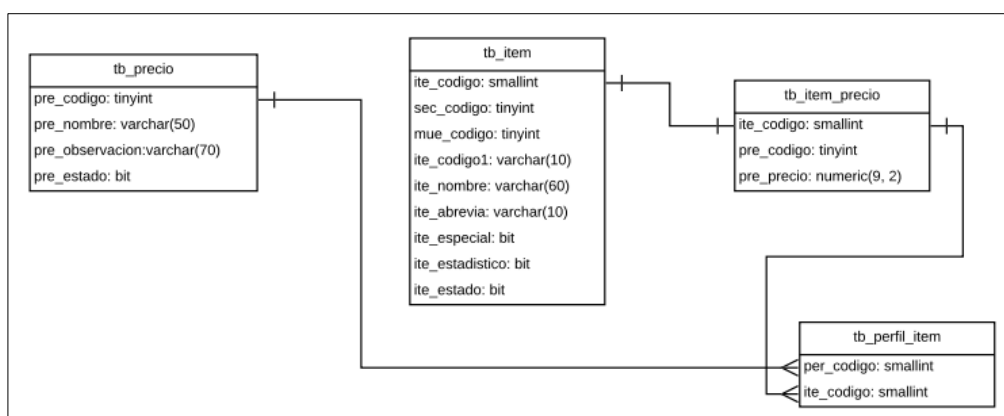 tb_precio
pre_codigo: tinyint
pre_nombre: varchar(50)
pre_observacion:varchar(70)
pre_estado: bit
tb_item
ite_codigo: smallint
sec_codigo: tinyint
mue_codigo: tinyint
ite_codigo1: varchar(10)
ite_nombre: varchar(60)
ite_abrevia: varchar(10)
ite_especial: bit
ite_estadistico: bit
ite_estado: bit
tb_item_precio
ite_codigo: smallint
pre_codigo: tinyint
pre_precio: numeric(9, 2)
tb_perfil_item
per_codigo: smallint
ite_codigo: smallint